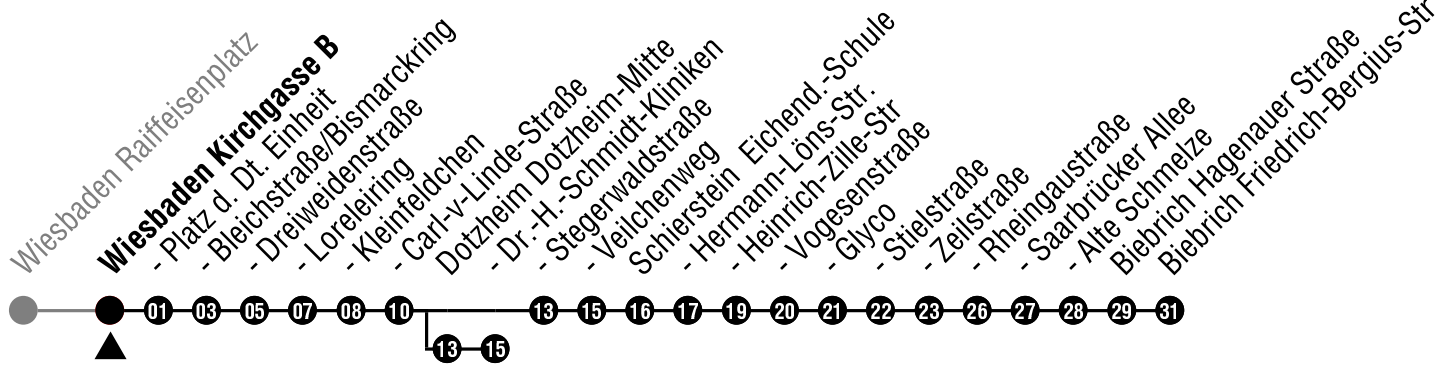 Wiesbaden Raiffeisenplatz
Wiesbaden Kirchgasse B
- Platz d. Dt. Einheit
- Bleichstraße/Bismarckring
- Dreiweidenstraße
- Loreleiring
- Kleinfeldchen
- Carl-v-Linde-Straße
Dotzheim Dotzheim-Mitte
- Dr.-H.-Schmidt-Kliniken
- Stegerwaldstraße
- Veilchenweg
Schierstein Eichend.-Schule
- Hermann-Löns-Str.
- Heinrich-Zille-Str
- Vogesenstraße
- Glyco
- Stielstraße
- Zeilstraße
- Rheingaustraße
- Saarbrücker Allee
- Alte Schmelze
Biebrich Hagenauer Straße
Biebrich Friedrich-Bergius-Str
01 03 05 07 08 10 13 15 16 17 19 20 21 22 23 26 27 28 29 31
13 15